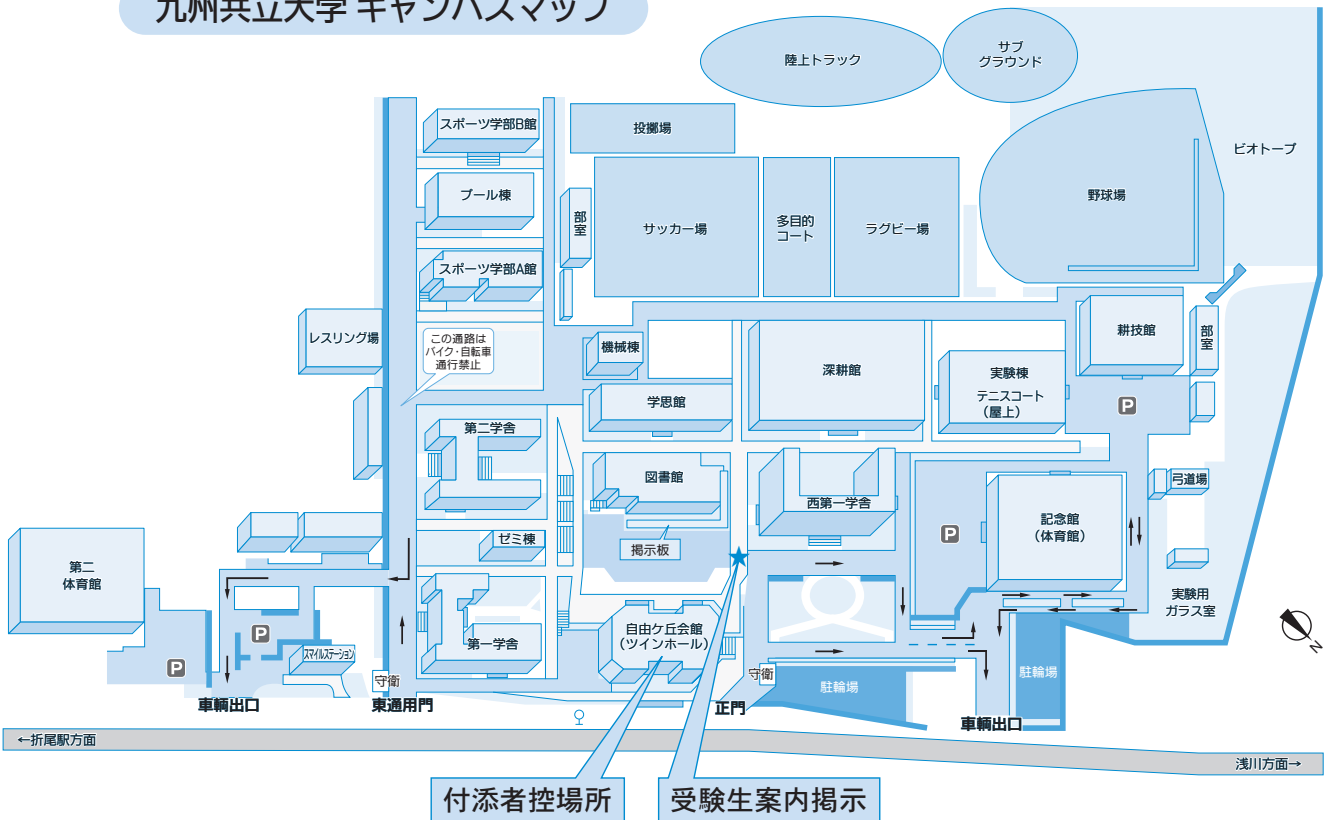 九州共立大学 キャンパスマップ
陸上トラック
サブ
グラウンド
スポーツ学部B館
投擲場
ビオトープ
プール棟
部室
サッカー場
多目的
コート
ラグビー場
野球場
スポーツ学部A館
レスリング場
この通路は
バイク・自転車
通行禁止
機械棟
深耕館
実験棟
テニスコート
（屋上）
耕技館
部室
学思館
P
第二学舎
図書館
西第一学舎
弓道場
記念館
（体育館）
P
ゼミ棟
掲示板
第二
体育館
実験用
ガラス室
自由ケ丘会館
（ツインホール）
第一学舎
P
スマイルステーション
P
守衛
守衛
駐輪場
駐輪場
N
車輌出口
東通用門
正門
車輌出口
←折尾駅方面
浅川方面→
付添者控場所
受験生案内掲示